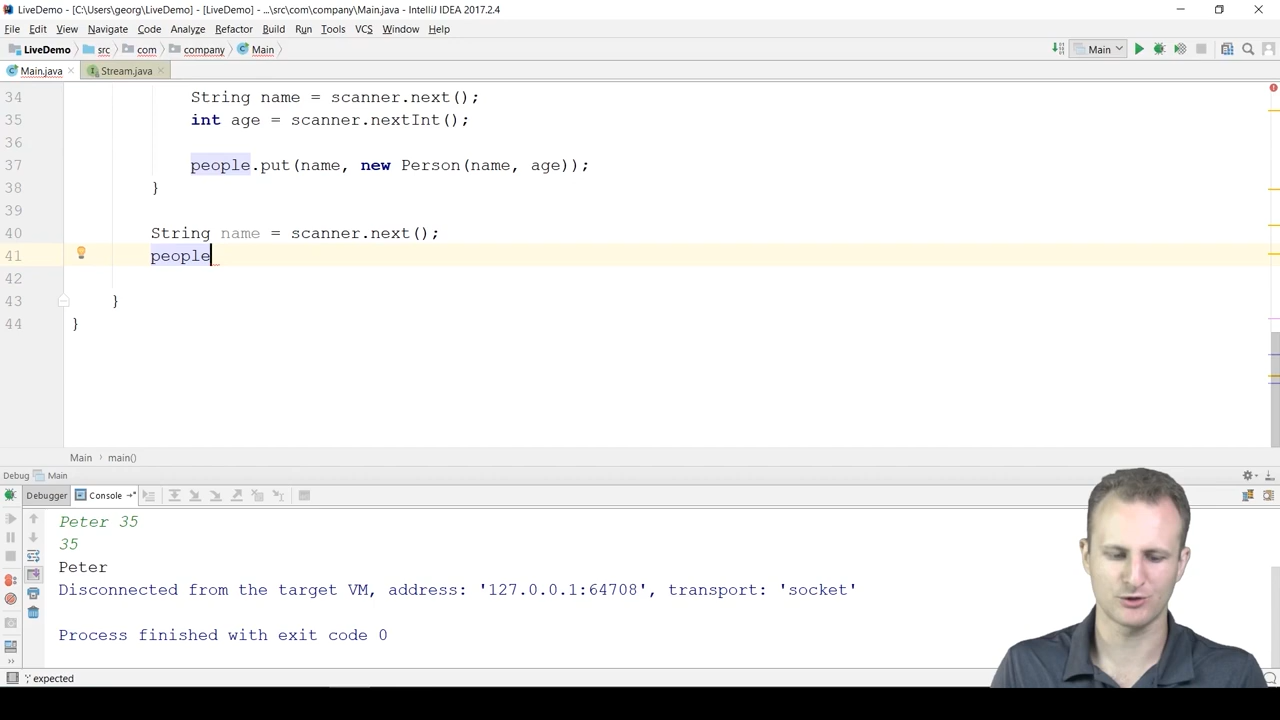 LiveDemo - [C:\Users\georg\LiveDemo] - [LiveDemo] - ...\src\com\company\Main.java - IntelliJ IDEA 2017.2.4
File Edit View Navigate Code Analyze Refactor Build Run Tools VCS Window Help
LiveDemo src com company Main Main
Main.java Stream.java
34 String name = scanner.next();
35 int age = scanner.nextInt();
36
37 people.put(name, new Person(name, age));
38 }
39
40 String name = scanner.next();
41 people
42
43 }
44 }
Main main()
Debug Main
Debugger Console
Peter 35
35
Peter
Disconnected from the target VM, address: '127.0.0.1:64708', transport: 'socket'
Process finished with exit code 0
';' expected